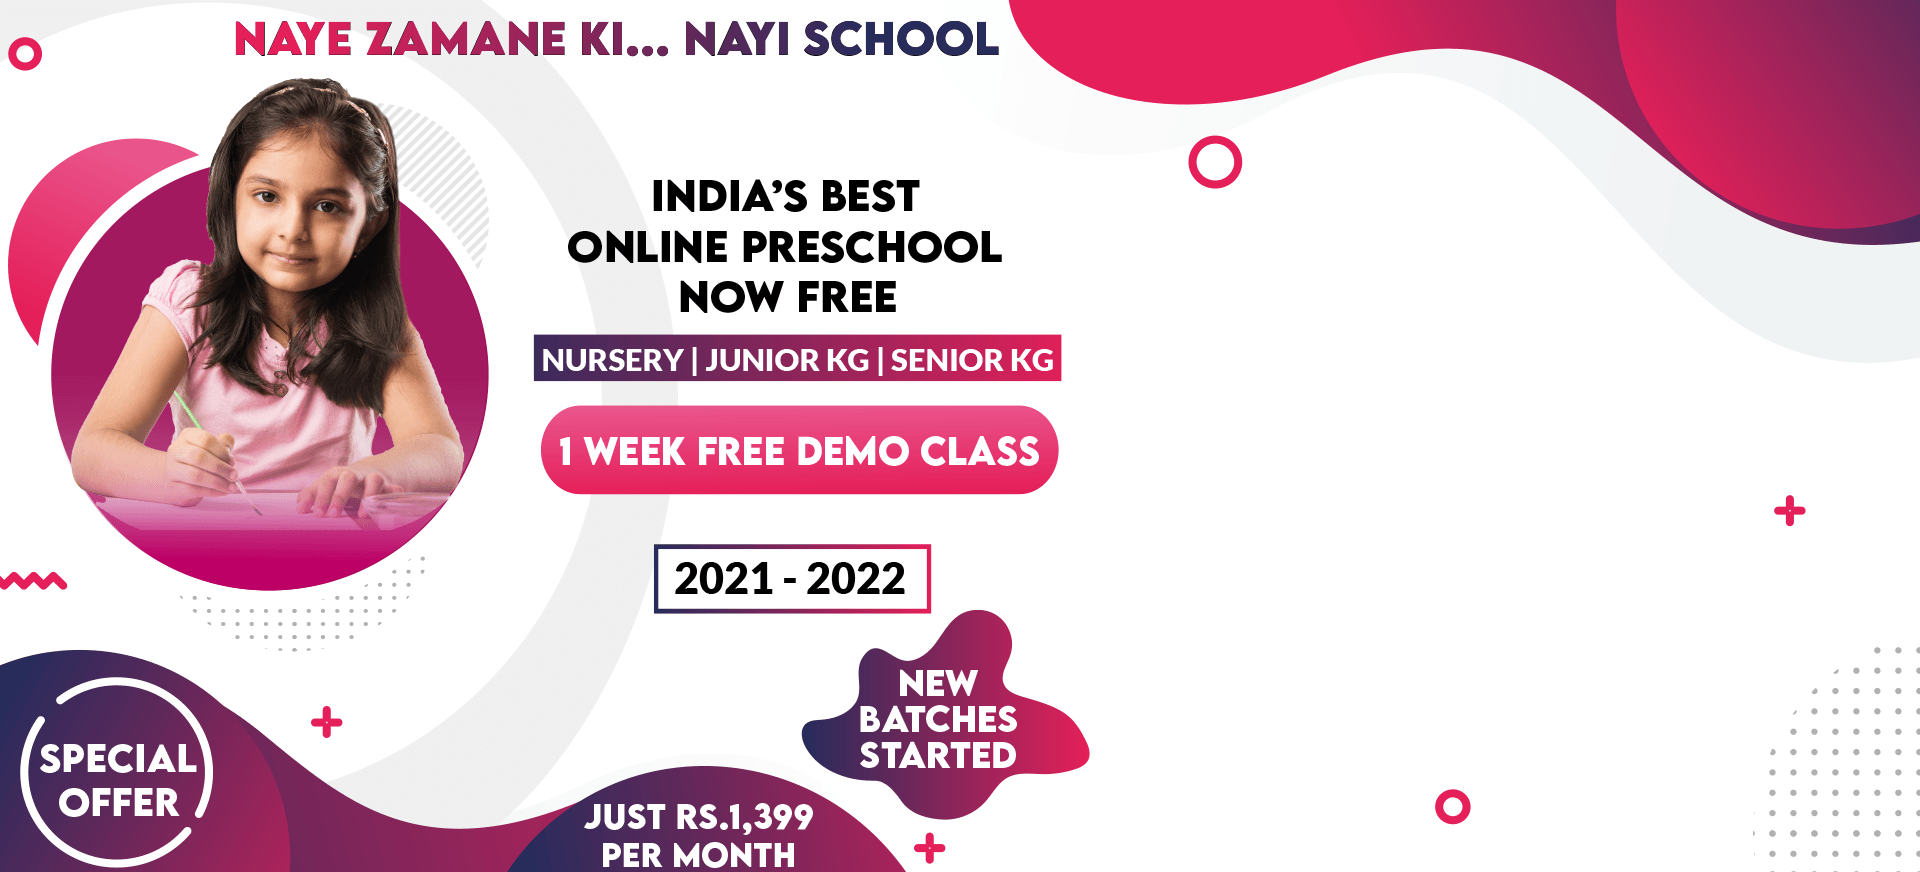 NAYE ZAMANE KI... NAYI SCHOOL
INDIA'S BEST
ONLINE PRESCHOOL
NOW FREE
NURSERY | JUNIOR KG | SENIOR KG
1 WEEK FREE DEMO CLASS
2021 - 2022
NEW
BATCHES
STARTED
SPECIAL
OFFER
JUST RS.1,399
PER MONTH